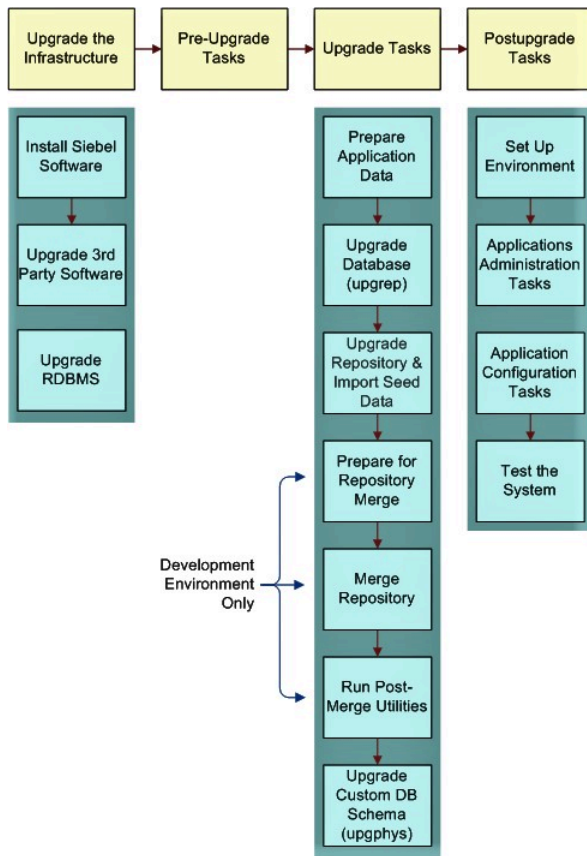 Upgrade the
Infrastructure
Pre-Upgrade
Tasks
Upgrade Tasks
Postupgrade
Tasks
Install Siebel
Software
Upgrade 3rd
Party Software
Upgrade
RDBMS
Prepare
Application
Data
Upgrade
Database
(upgrep)
Upgrade
Repository &
Import Seed
Data
Prepare for
Repository
Merge
Merge
Repository
Run Post-
Merge Utilities
Upgrade
Custom DB
Schema
(upgphys)
Development
Environment
Only
Set Up
Environment
Applications
Administration
Tasks
Application
Configuration
Tasks
Test the
System